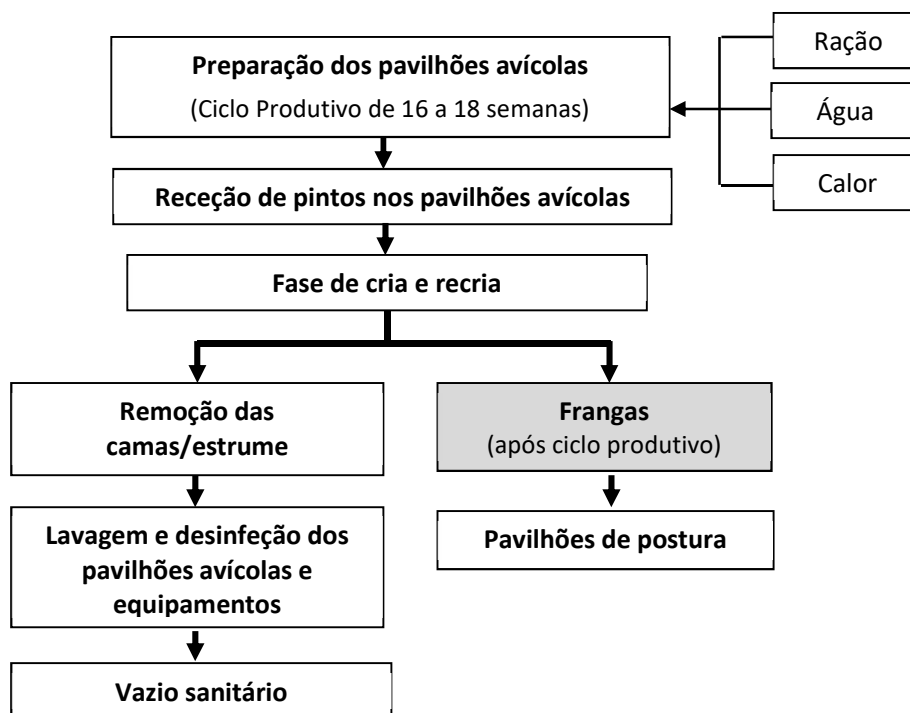 Preparação dos pavilhões avícolas
(Ciclo Produtivo de 16 a 18 semanas)
Ração
Água
Calor
Receção de pintos nos pavilhões avícolas
Fase de cria e recria
Remoção das
camas/estrume
Frangas
(após ciclo produtivo)
Lavagem e desinfeção dos
pavilhões avícolas e
equipamentos
Pavilhões de postura
Vazio sanitário